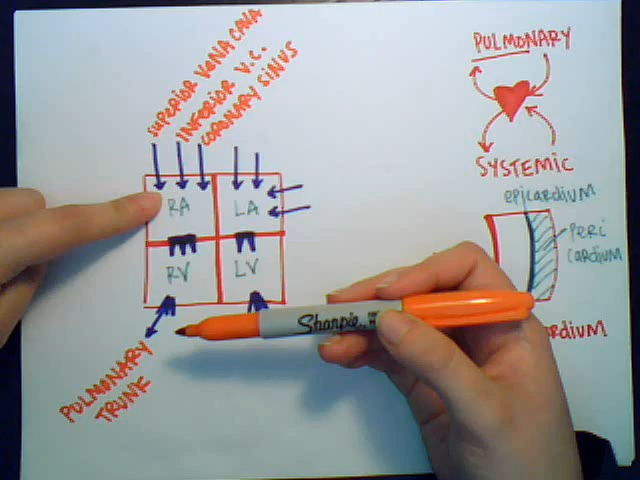 SUPERIOR VENA CAVA
INFERIOR V.C.
CORONARY SINUS
RA
LA
RV
LV
PULMONARY
TRUNK
PULMONARY
SYSTEMIC
epicardium
PERI
CARDIUM
Sharpie